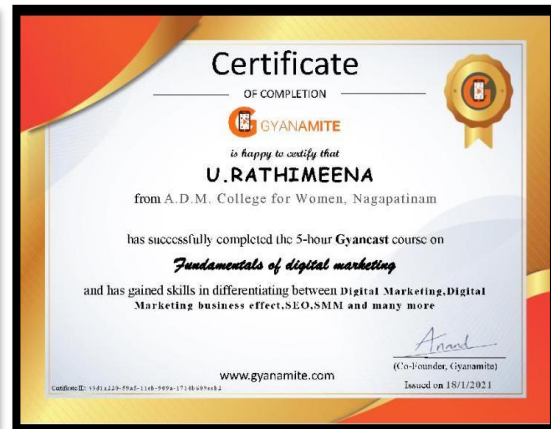 Certificate
OF COMPLETION
GYANAMITE
is happy to certify that
U.RATHIMEENA
from A.D.M. College for Women, Nagapatinam
has successfully completed the 5-hour Gyancast course on
Fundamentals of digital marketing
and has gained skills in differentiating between Digital Marketing,Digital
Marketing business effect,SEO,SMM and many more
Anand
(Co-Founder, Gyanamite)
www.gyanamite.com
Issued on 18/1/2021
Certificate ID: